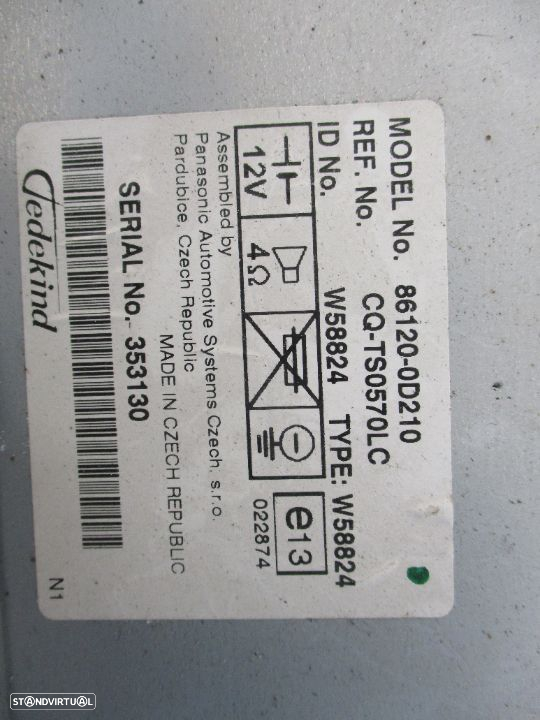 MODEL No. 86120-0D210
REF. No. CQ-TS0570LC
ID No. W58824 TYPE: W58824
12V
4Ω
e13
022874
Assembled by
Panasonic Automotive Systems Czech, s.r.o.
Pardubice, Czech Republic
MADE IN CZECH REPUBLIC
SERIAL No. 353130
Tedekind
N1
STANDVIRTUAL